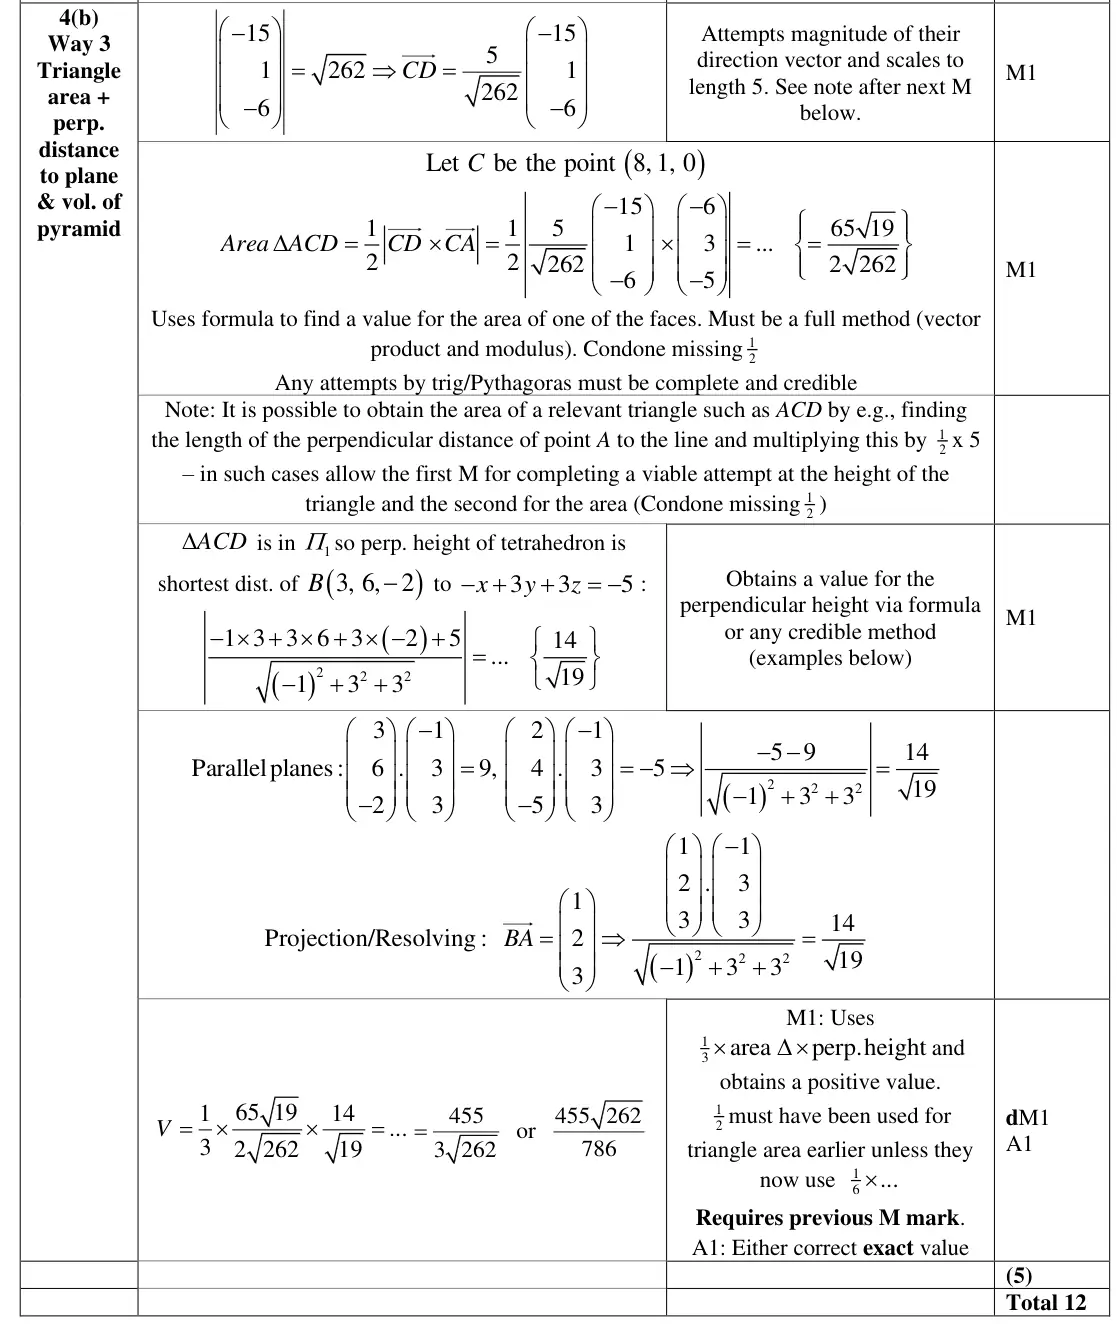 4(b)
Way 3
Triangle
area +
perp.
distance
to plane
& vol. of
pyramid
|(−15, 1, −6)| = √262 ⇒ CD→ = 5/√262 (−15, 1, −6)
Attempts magnitude of their
direction vector and scales to
length 5. See note after next M
below.
M1
Let C be the point (8, 1, 0)
Area ΔACD = 1/2 |CD→ × CA→| = 1/2 |5/√262 (−15, 1, −6) × (−6, 3, −5)| = ... {= 65√19 / 2√262}
Uses formula to find a value for the area of one of the faces. Must be a full method (vector
product and modulus). Condone missing 1/2
Any attempts by trig/Pythagoras must be complete and credible
M1
Note: It is possible to obtain the area of a relevant triangle such as ACD by e.g., finding
the length of the perpendicular distance of point A to the line and multiplying this by 1/2 x 5
– in such cases allow the first M for completing a viable attempt at the height of the
triangle and the second for the area (Condone missing 1/2 )
ΔACD is in Π₁ so perp. height of tetrahedron is
shortest dist. of B(3, 6, −2) to −x + 3y + 3z = −5 :
|(−1×3 + 3×6 + 3×(−2) + 5) / √((−1)² + 3² + 3²)| = ... {14/√19}
Obtains a value for the
perpendicular height via formula
or any credible method
(examples below)
M1
Parallel planes : (3, 6, −2).(−1, 3, 3) = 9, (2, 4, −5).(−1, 3, 3) = −5 ⇒ |(−5 − 9) / √((−1)² + 3² + 3²)| = 14/√19
Projection/Resolving : BA→ = (1, 2, 3) ⇒ (1, 2, 3).(−1, 3, 3) / √((−1)² + 3² + 3²) = 14/√19
V = 1/3 × 65√19 / 2√262 × 14/√19 = ... = 455 / 3√262 or 455√262 / 786
M1: Uses
1/3 × area Δ × perp.height and
obtains a positive value.
1/2 must have been used for
triangle area earlier unless they
now use 1/6 × ...
Requires previous M mark.
A1: Either correct exact value
dM1
A1
(5)
Total 12